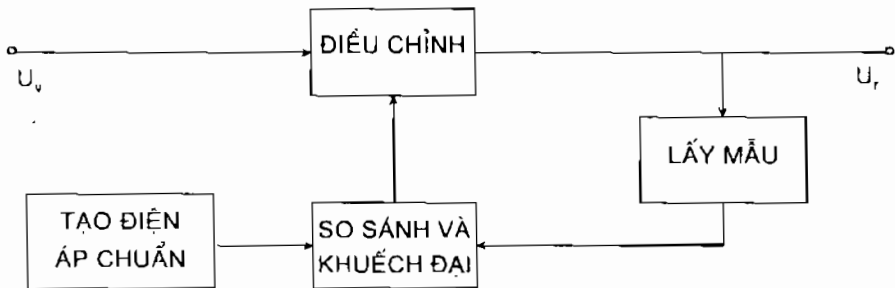 ĐIỀU CHỈNH
Uᵥ
Uᵣ
LẤY MẪU
TẠO ĐIỆN
ÁP CHUẨN
SO SÁNH VÀ
KHUẾCH ĐẠI